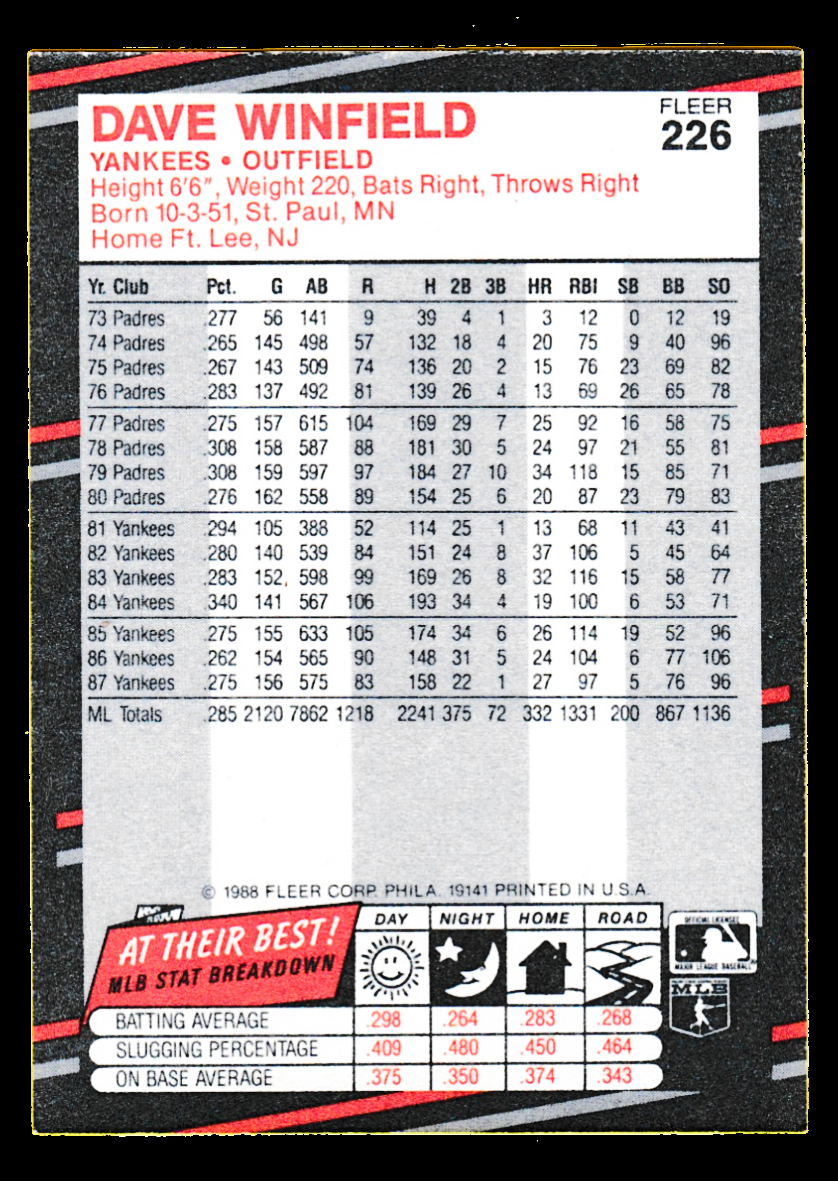 DAVE WINFIELD
FLEER
226
YANKEES • OUTFIELD
Height 6'6", Weight 220, Bats Right, Throws Right
Born 10-3-51, St. Paul, MN
Home Ft. Lee, NJ
Yr. Club Pct. G AB R H 2B 3B HR RBI SB BB SO
73 Padres .277 56 141 9 39 4 1 3 12 0 12 19
74 Padres .265 145 498 57 132 18 4 20 75 9 40 96
75 Padres .267 143 509 74 136 20 2 15 76 23 69 82
76 Padres .283 137 492 81 139 26 4 13 69 26 65 78
77 Padres .275 157 615 104 169 29 7 25 92 16 58 75
78 Padres .308 158 587 88 181 30 5 24 97 21 55 81
79 Padres .308 159 597 97 184 27 10 34 118 15 85 71
80 Padres .276 162 558 89 154 25 6 20 87 23 79 83
81 Yankees .294 105 388 52 114 25 1 13 68 11 43 41
82 Yankees .280 140 539 84 151 24 8 37 106 5 45 64
83 Yankees .283 152 598 99 169 26 8 32 116 15 58 77
84 Yankees .340 141 567 106 193 34 4 19 100 6 53 71
85 Yankees .275 155 633 105 174 34 6 26 114 19 52 96
86 Yankees .262 154 565 90 148 31 5 24 104 6 77 106
87 Yankees .275 156 575 83 158 22 1 27 97 5 76 96
ML Totals .285 2120 7862 1218 2241 375 72 332 1331 200 867 1136
© 1988 FLEER CORP. PHILA. 19141 PRINTED IN U.S.A.
AT THEIR BEST!
MLB STAT BREAKDOWN
DAY NIGHT HOME ROAD
OFFICIAL LICENSEE
MAJOR LEAGUE BASEBALL
MLB
BATTING AVERAGE .298 .264 .283 .268
SLUGGING PERCENTAGE .409 .480 .450 .464
ON BASE AVERAGE .375 .350 .374 .343